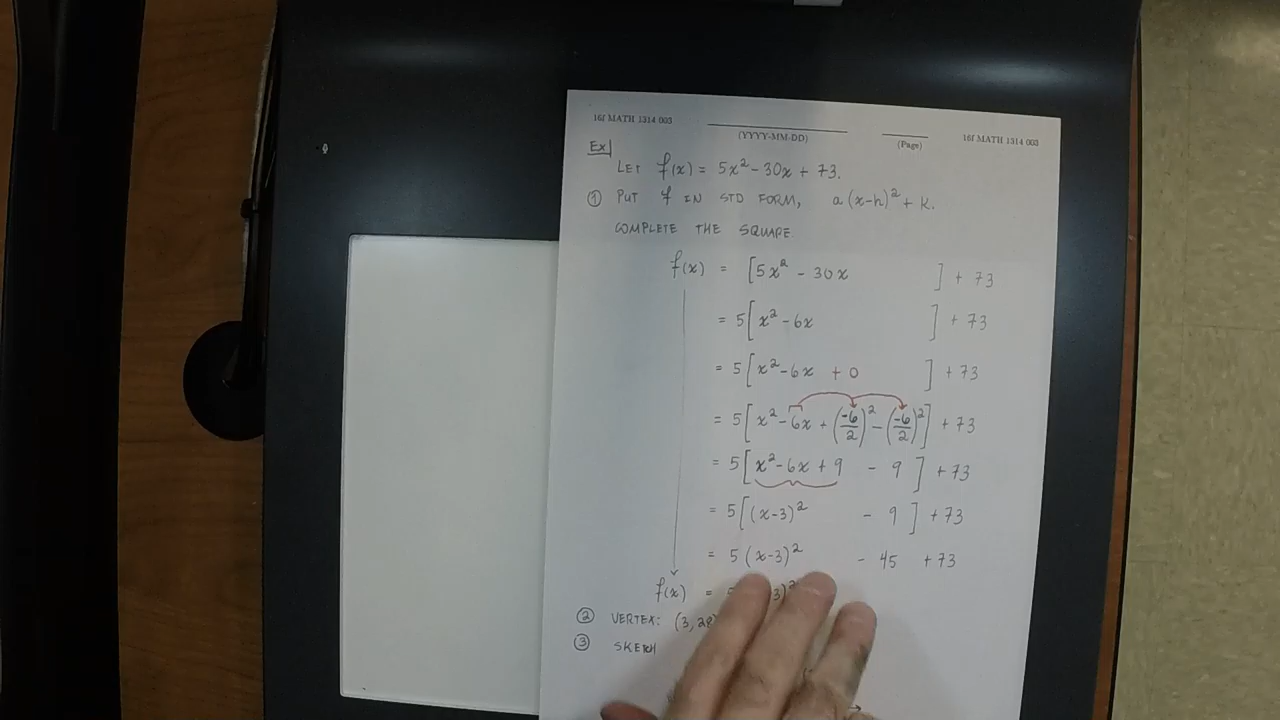 16f MATH 1314 003 (YYYY-MM-DD) (Page) 16f MATH 1314 003
Ex|
LET f(x) = 5x² - 30x + 73.
① PUT f IN STD FORM, a(x-h)² + k.
COMPLETE THE SQUARE.
f(x) = [5x² - 30x ] + 73
= 5[x² - 6x ] + 73
= 5[x² - 6x + 0 ] + 73
= 5[x² - 6x + (-6/2)² - (-6/2)²] + 73
= 5[x² - 6x + 9 - 9 ] + 73
= 5[(x-3)² - 9 ] + 73
= 5(x-3)² - 45 + 73
f(x) = 3)²
② VERTEX: (3, 28
③ SKETCH